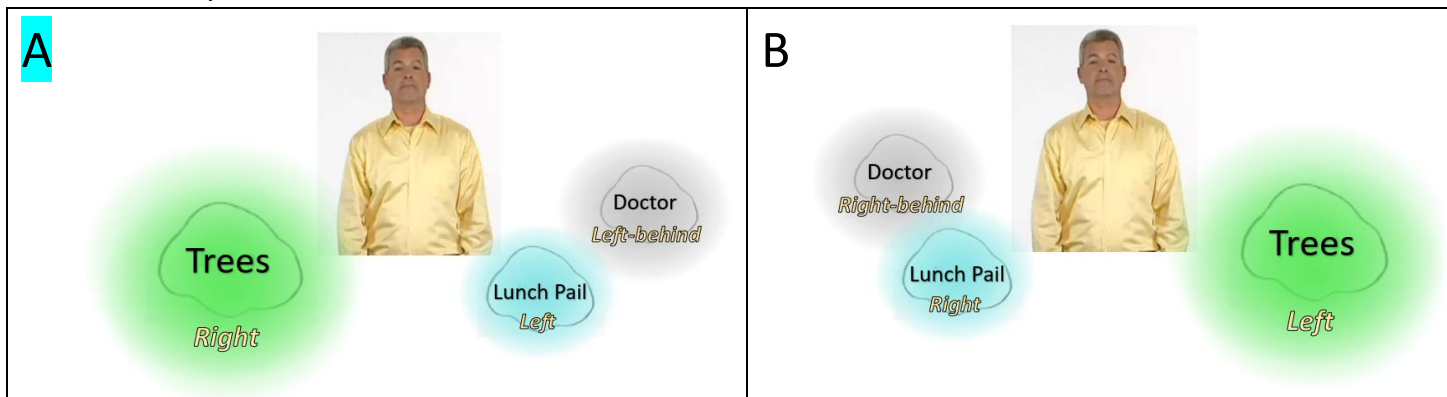 A
Trees
Right
Lunch Pail
Left
Doctor
Left-behind
B
Doctor
Right-behind
Lunch Pail
Right
Trees
Left